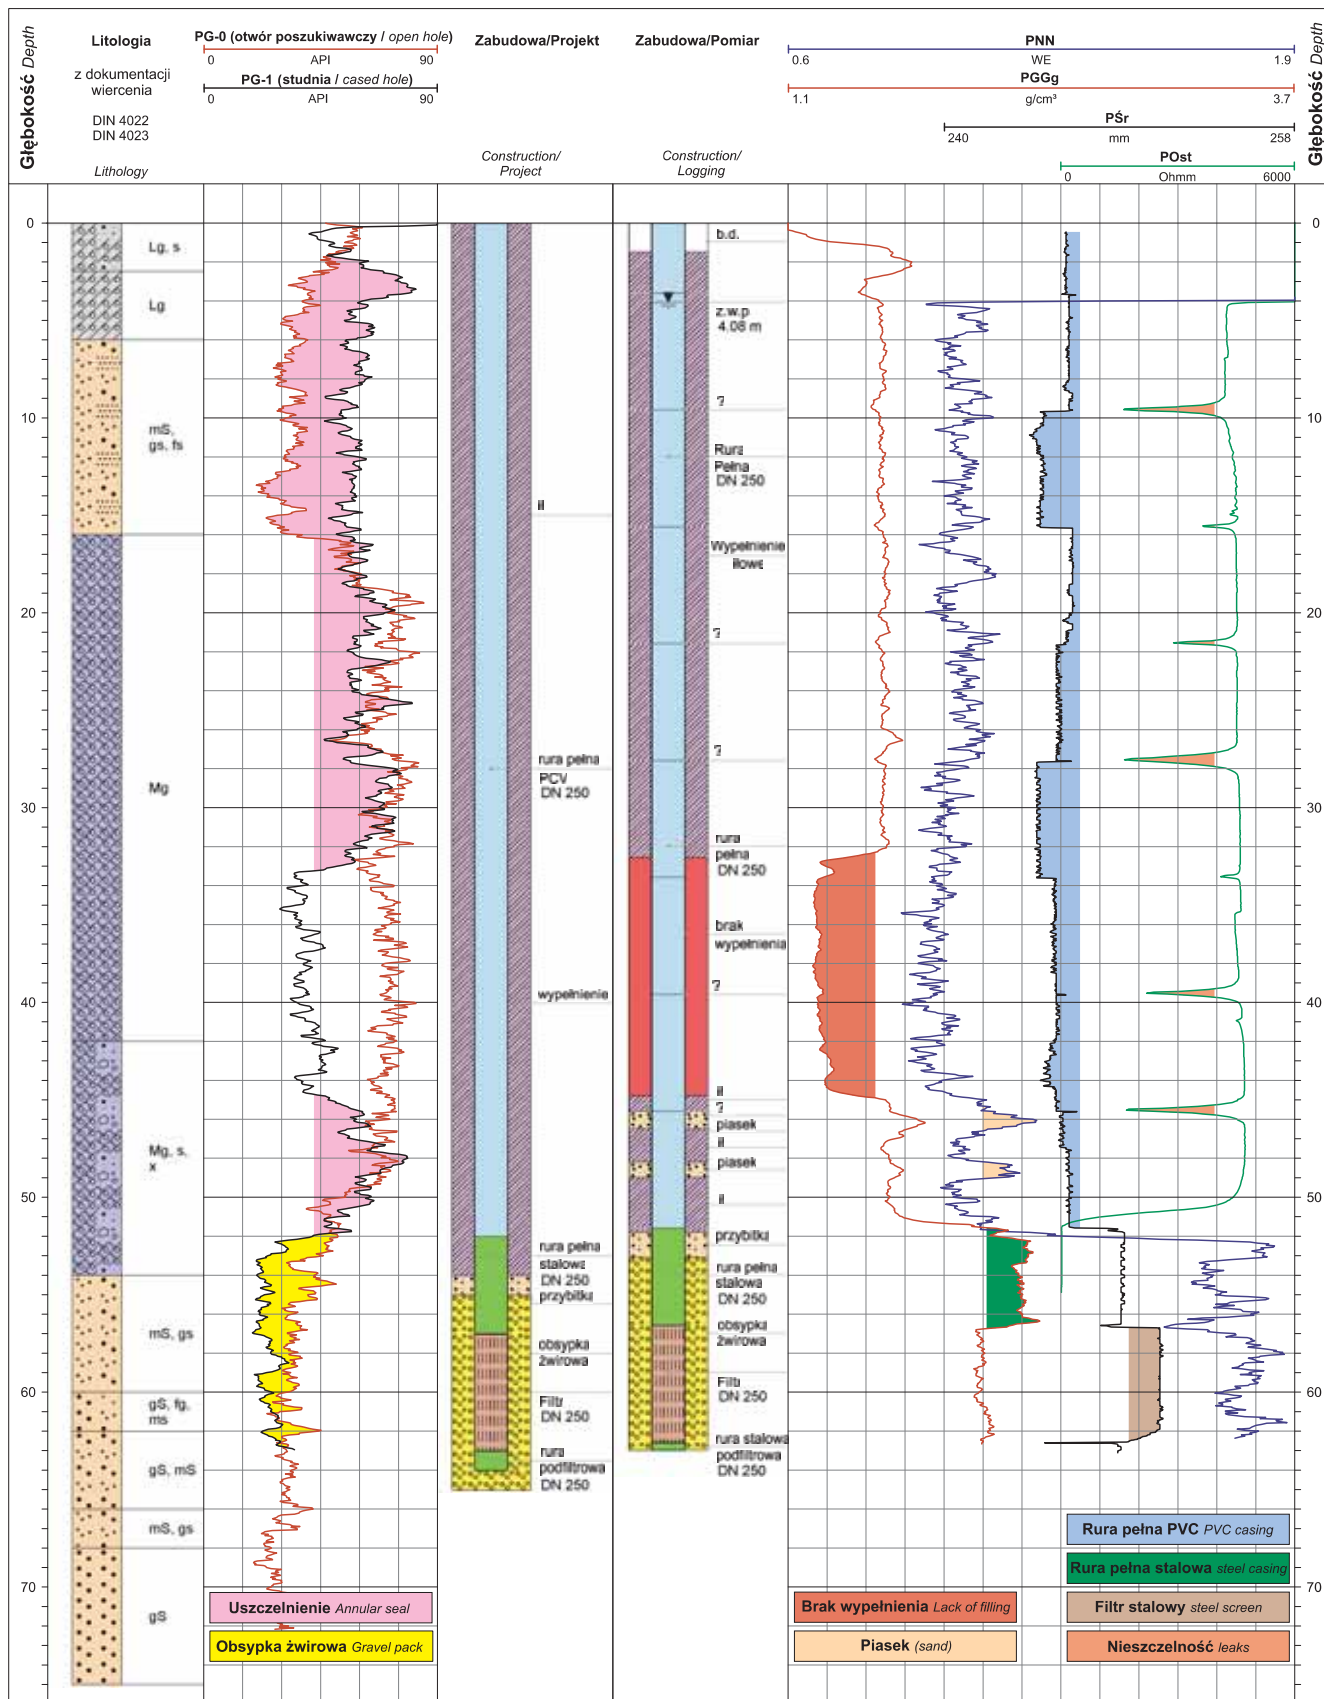 Głębokość Depth
Litologia
z dokumentacji
wiercenia
DIN 4022
DIN 4023
Lithology
PG-0 (otwór poszukiwawczy / open hole)
0 API 90
PG-1 (studnia / cased hole)
0 API 90
Zabudowa/Projekt
Construction/
Project
Zabudowa/Pomiar
Construction/
Logging
PNN
0.6 WE 1.9
PGGg
1.1 g/cm³ 3.7
PŚr
240 mm 258
POst
0 Ohmm 6000
Głębokość Depth
0
10
20
30
40
50
60
70
Lg, s
Lg
mS,
gs, fs
Mg
Mg, s,
x
mS, gs
gS, fg,
ms
gS, mS
mS, gs
gS
ił
rura pełna
PCV
DN 250
wypełnienie
rura pełna
stalowa
DN 250
przybitka
obsypka
żwirowa
Filtr
DN 250
rura
podfiltrowa
DN 250
b.d.
z.w.p
4.08 m
?
Rura
Pełna
DN 250
Wypełnienie
iłowe
?
?
rura
pełna
DN 250
brak
wypełnienia
?
ił
?
piasek
ił
piasek
ił
przybitka
rura pełna
stalowa
DN 250
obsypka
żwirowa
Filtr
DN 250
rura stalowa
podfiltrowa
DN 250
0
10
20
30
40
50
60
70
Uszczelnienie Annular seal
Obsypka żwirowa Gravel pack
Brak wypełnienia Lack of filling
Piasek (sand)
Rura pełna PVC PVC casing
Rura pełna stalowa steel casing
Filtr stalowy steel screen
Nieszczelność leaks